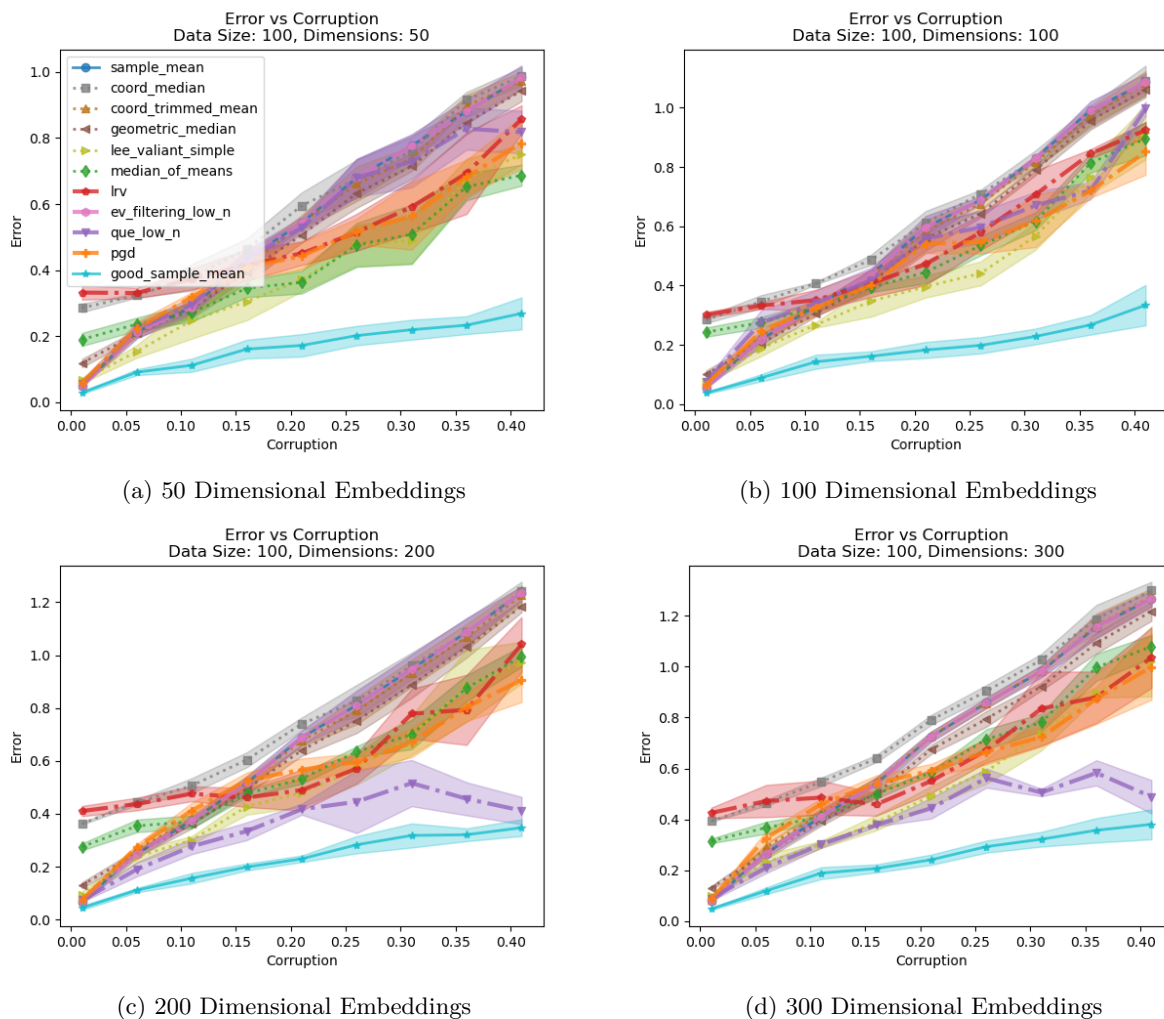 Error vs Corruption
Data Size: 100, Dimensions: 50
1.0
0.8
0.6
0.4
0.2
0.0
Error
sample_mean
coord_median
coord_trimmed_mean
geometric_median
lee_valiant_simple
median_of_means
lrv
ev_filtering_low_n
que_low_n
pgd
good_sample_mean
0.00 0.05 0.10 0.15 0.20 0.25 0.30 0.35 0.40
Corruption
(a) 50 Dimensional Embeddings
Error vs Corruption
Data Size: 100, Dimensions: 100
1.0
0.8
0.6
0.4
0.2
0.0
Error
0.00 0.05 0.10 0.15 0.20 0.25 0.30 0.35 0.40
Corruption
(b) 100 Dimensional Embeddings
Error vs Corruption
Data Size: 100, Dimensions: 200
1.2
1.0
0.8
0.6
0.4
0.2
0.0
Error
0.00 0.05 0.10 0.15 0.20 0.25 0.30 0.35 0.40
Corruption
(c) 200 Dimensional Embeddings
Error vs Corruption
Data Size: 100, Dimensions: 300
1.2
1.0
0.8
0.6
0.4
0.2
0.0
Error
0.00 0.05 0.10 0.15 0.20 0.25 0.30 0.35 0.40
Corruption
(d) 300 Dimensional Embeddings